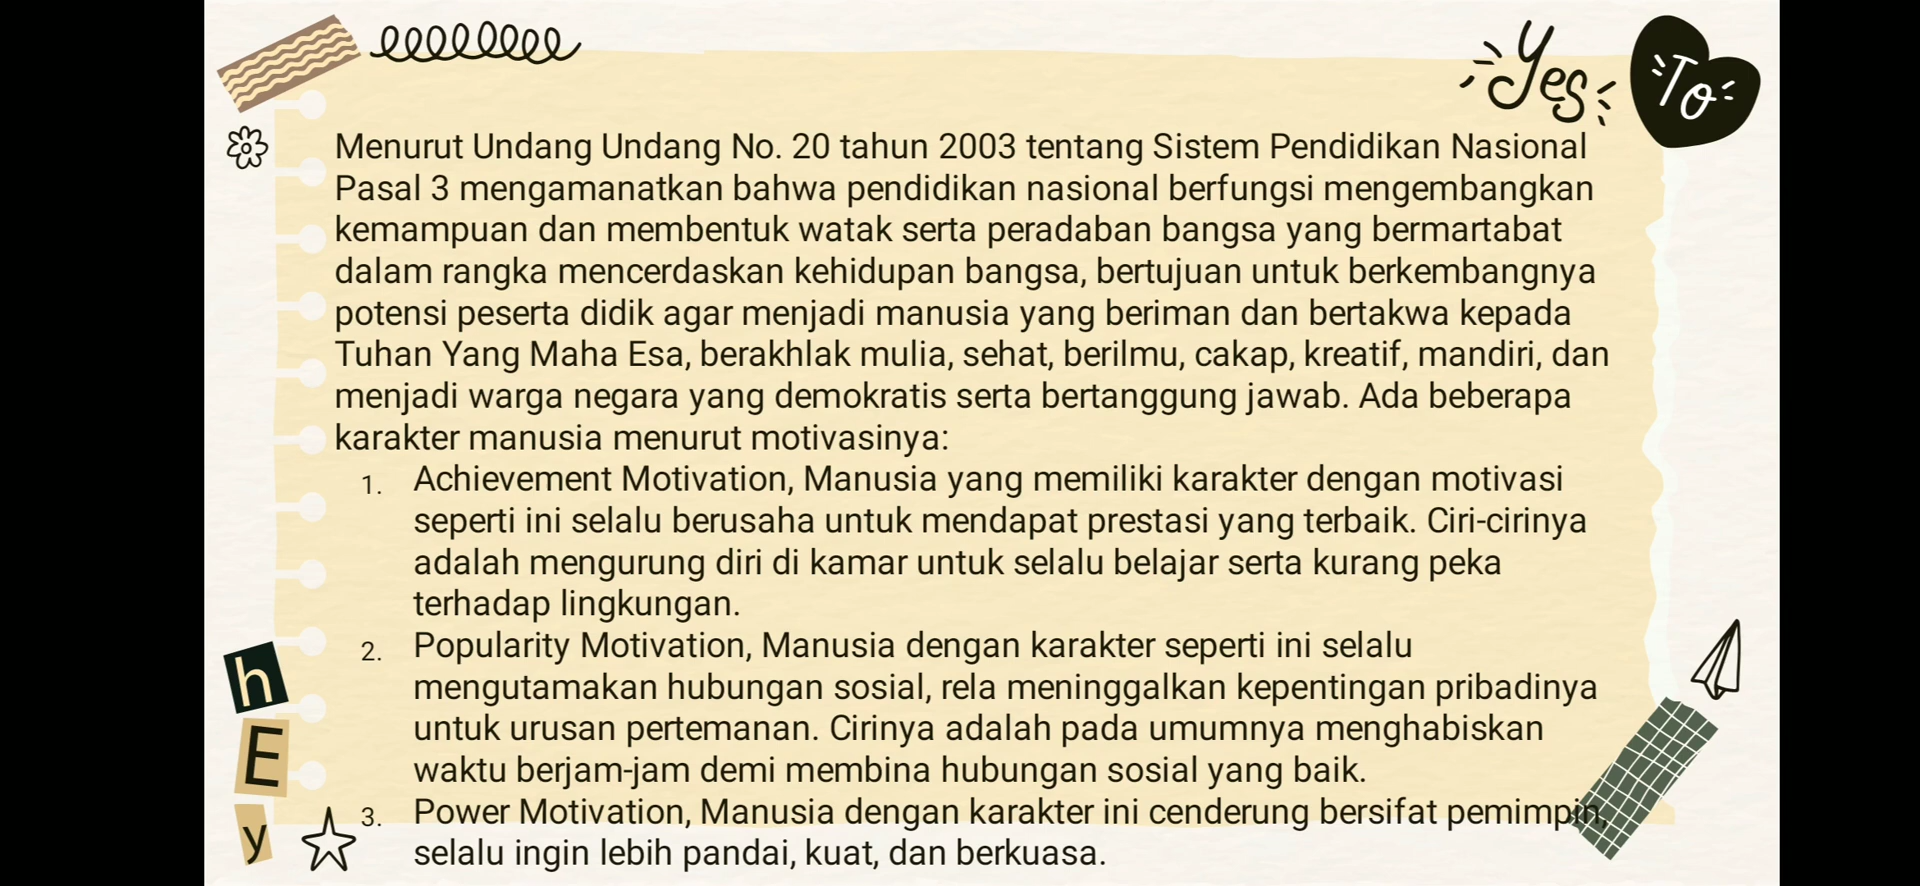 Yes
To
Menurut Undang Undang No. 20 tahun 2003 tentang Sistem Pendidikan Nasional
Pasal 3 mengamanatkan bahwa pendidikan nasional berfungsi mengembangkan
kemampuan dan membentuk watak serta peradaban bangsa yang bermartabat
dalam rangka mencerdaskan kehidupan bangsa, bertujuan untuk berkembangnya
potensi peserta didik agar menjadi manusia yang beriman dan bertakwa kepada
Tuhan Yang Maha Esa, berakhlak mulia, sehat, berilmu, cakap, kreatif, mandiri, dan
menjadi warga negara yang demokratis serta bertanggung jawab. Ada beberapa
karakter manusia menurut motivasinya:
1. Achievement Motivation, Manusia yang memiliki karakter dengan motivasi
seperti ini selalu berusaha untuk mendapat prestasi yang terbaik. Ciri-cirinya
adalah mengurung diri di kamar untuk selalu belajar serta kurang peka
terhadap lingkungan.
2. Popularity Motivation, Manusia dengan karakter seperti ini selalu
mengutamakan hubungan sosial, rela meninggalkan kepentingan pribadinya
untuk urusan pertemanan. Cirinya adalah pada umumnya menghabiskan
waktu berjam-jam demi membina hubungan sosial yang baik.
3. Power Motivation, Manusia dengan karakter ini cenderung bersifat pemimpin,
selalu ingin lebih pandai, kuat, dan berkuasa.
h
E
y